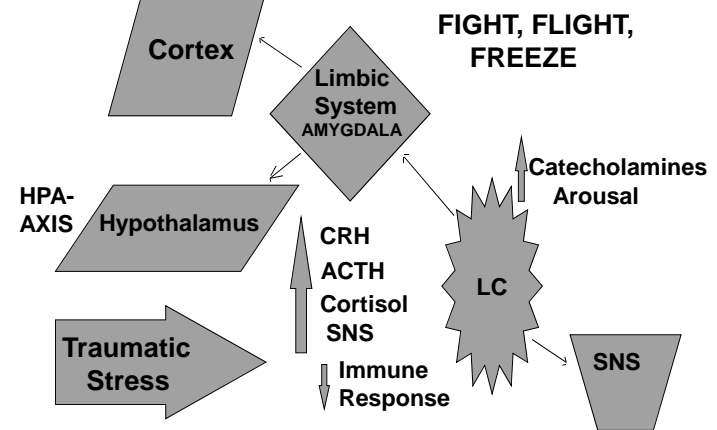 FIGHT, FLIGHT,
FREEZE
Cortex
Limbic
System
AMYGDALA
Catecholamines
Arousal
HPA-
AXIS
Hypothalamus
CRH
ACTH
Cortisol
SNS
LC
Traumatic
Stress
Immune
Response
SNS